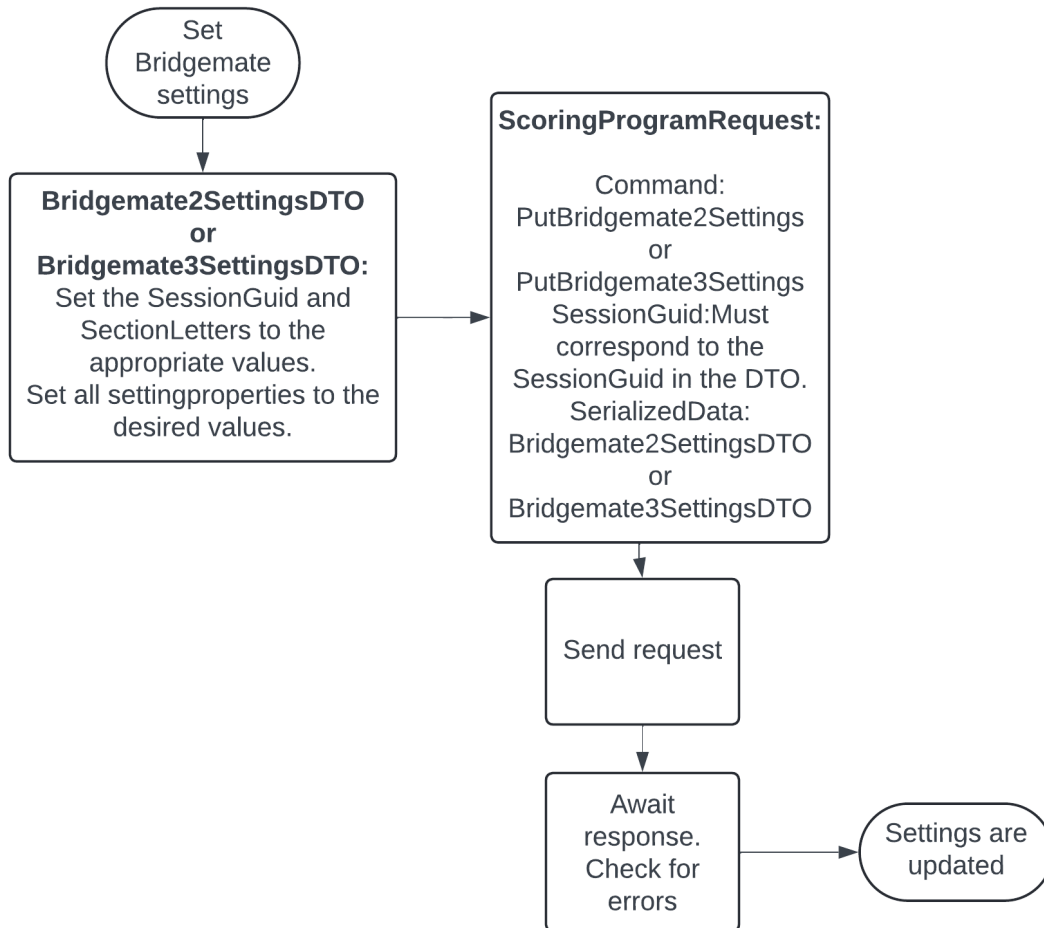 Set
Bridgemate
settings
Bridgemate2SettingsDTO
or
Bridgemate3SettingsDTO:
Set the SessionGuid and
SectionLetters to the
appropriate values.
Set all settingproperties to the
desired values.
ScoringProgramRequest:
Command:
PutBridgemate2Settings
or
PutBridgemate3Settings
SessionGuid:Must
correspond to the
SessionGuid in the DTO.
SerializedData:
Bridgemate2SettingsDTO
or
Bridgemate3SettingsDTO
Send request
Await
response.
Check for
errors
Settings are
updated